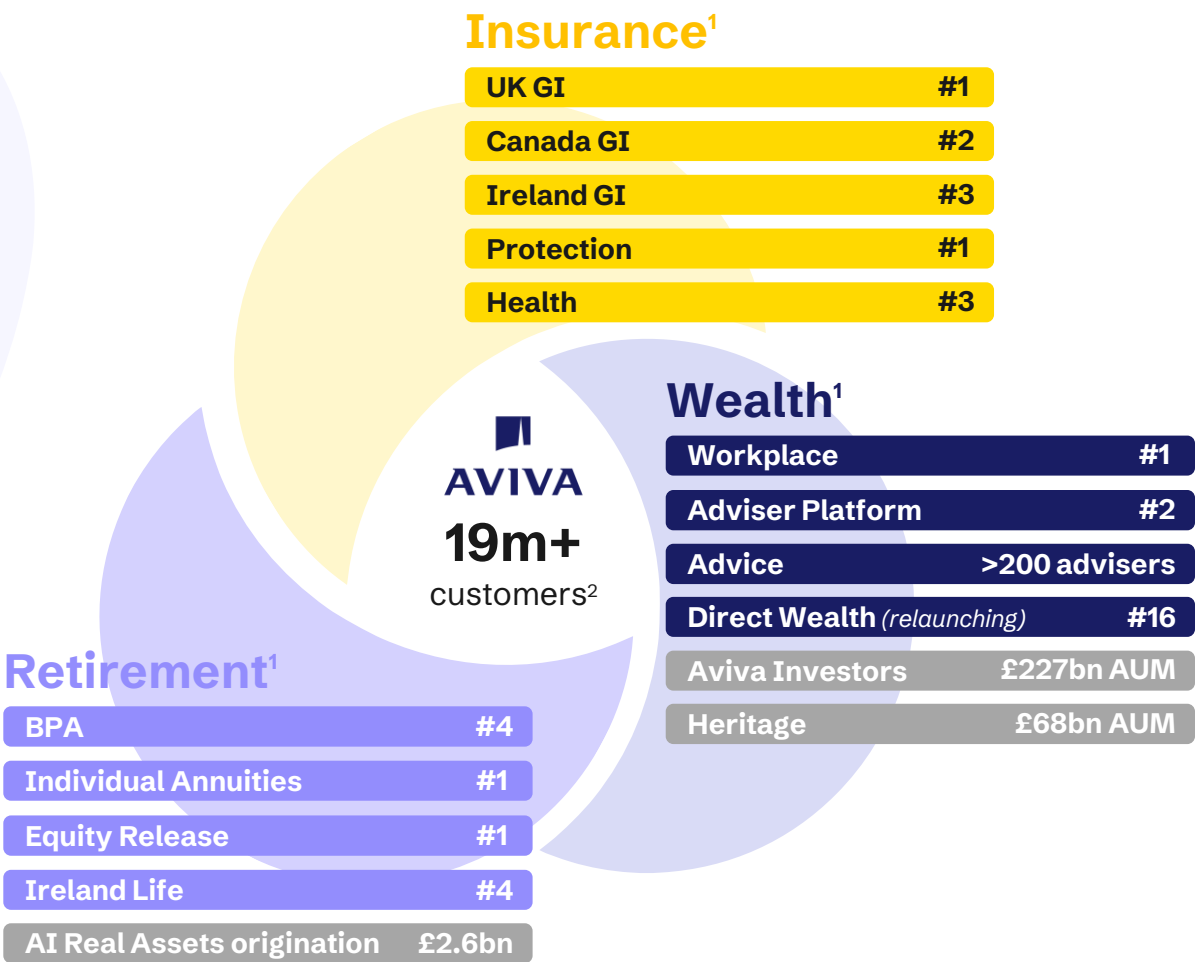 Insurance¹
UK GI #1
Canada GI #2
Ireland GI #3
Protection #1
Health #3
Wealth¹
Workplace #1
Adviser Platform #2
Advice >200 advisers
Direct Wealth (relaunching) #16
Aviva Investors £227bn AUM
Heritage £68bn AUM
AVIVA
19m+
customers²
Retirement¹
BPA #4
Individual Annuities #1
Equity Release #1
Ireland Life #4
AI Real Assets origination £2.6bn